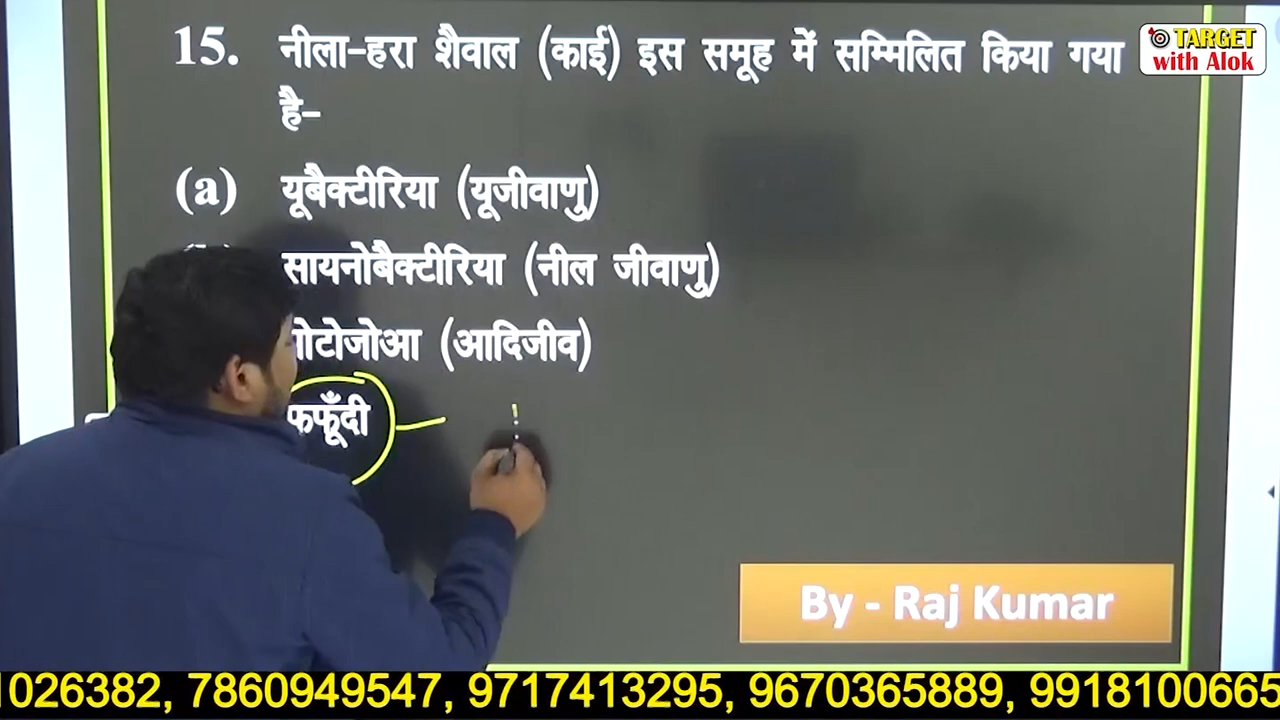 15. नीला-हरा शैवाल (काई) इस समूह में सम्मिलित किया गया
है-
(a) यूबैक्टीरिया (यूजीवाणु)
सायनोबैक्टीरिया (नील जीवाणु)
(आदिजीव)
फफूँदी
TARGET
with Alok
By - Raj Kumar
1026382, 7860949547, 9717413295, 9670365889, 9918100665